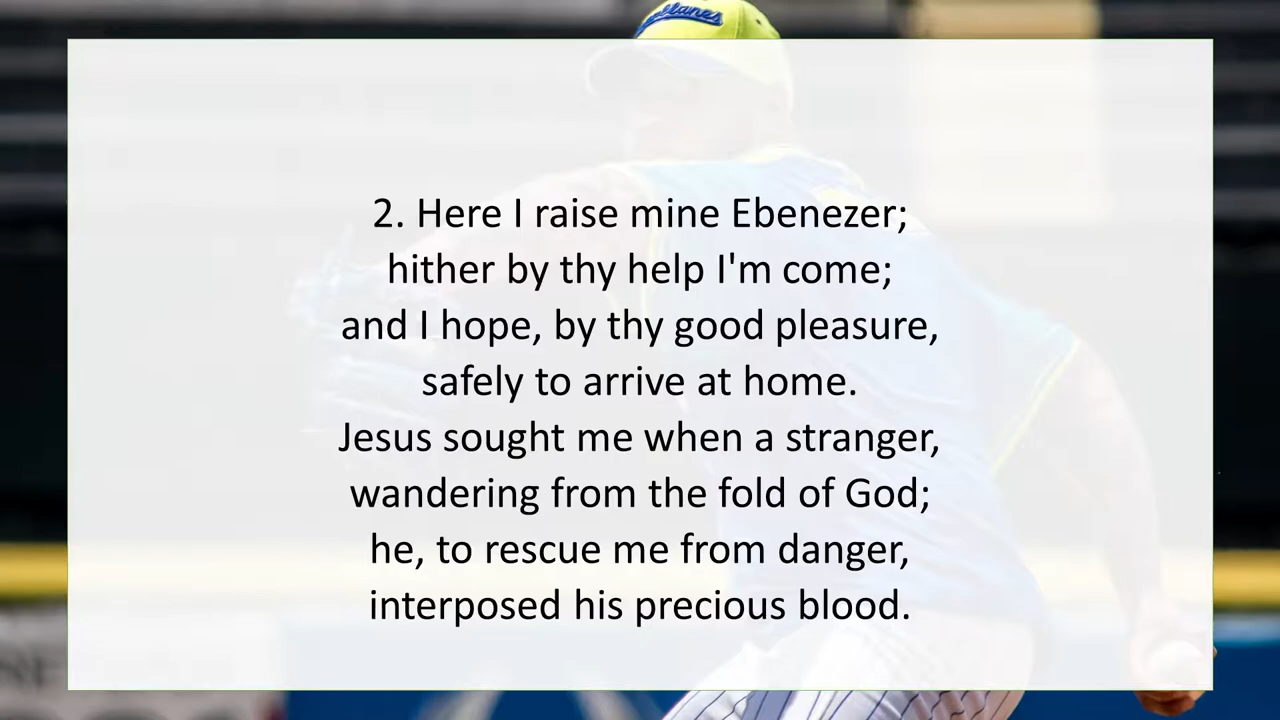 2. Here I raise mine Ebenezer;
hither by thy help I'm come;
and I hope, by thy good pleasure,
safely to arrive at home.
Jesus sought me when a stranger,
wandering from the fold of God;
he, to rescue me from danger,
interposed his precious blood.